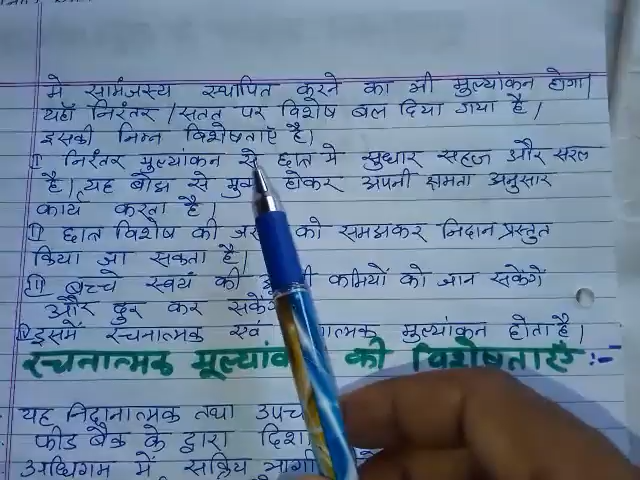 मे सामंजस्य स्थापित करने का भी मुल्यांकन होगा।
यहाँ निरंतर / सतत पर विशेष बल दिया गया है।
इसकी निम्न विशेषताएँ है।
I निरंतर मुल्यांकन से छात्र मे सुधार सहज और सरल
है। यह बोझ से होकर अपनी क्षमता अनुसार
कार्य करता है।
II छात्र विशेष की को समझकर निदान प्रस्तुत
किया जा सकता है।
III बच्चे स्वयं की कमियों को जान सकेंगें
और दुर कर सकेंगे
इसमें रचनात्मक एवं मुल्यांकन होता है।
रचनात्मक मूल्यांकन की विशेषताएँ :-
यह निदानात्मक तथा
फीड बैक के द्वारा
अधिगम में सक्रिय